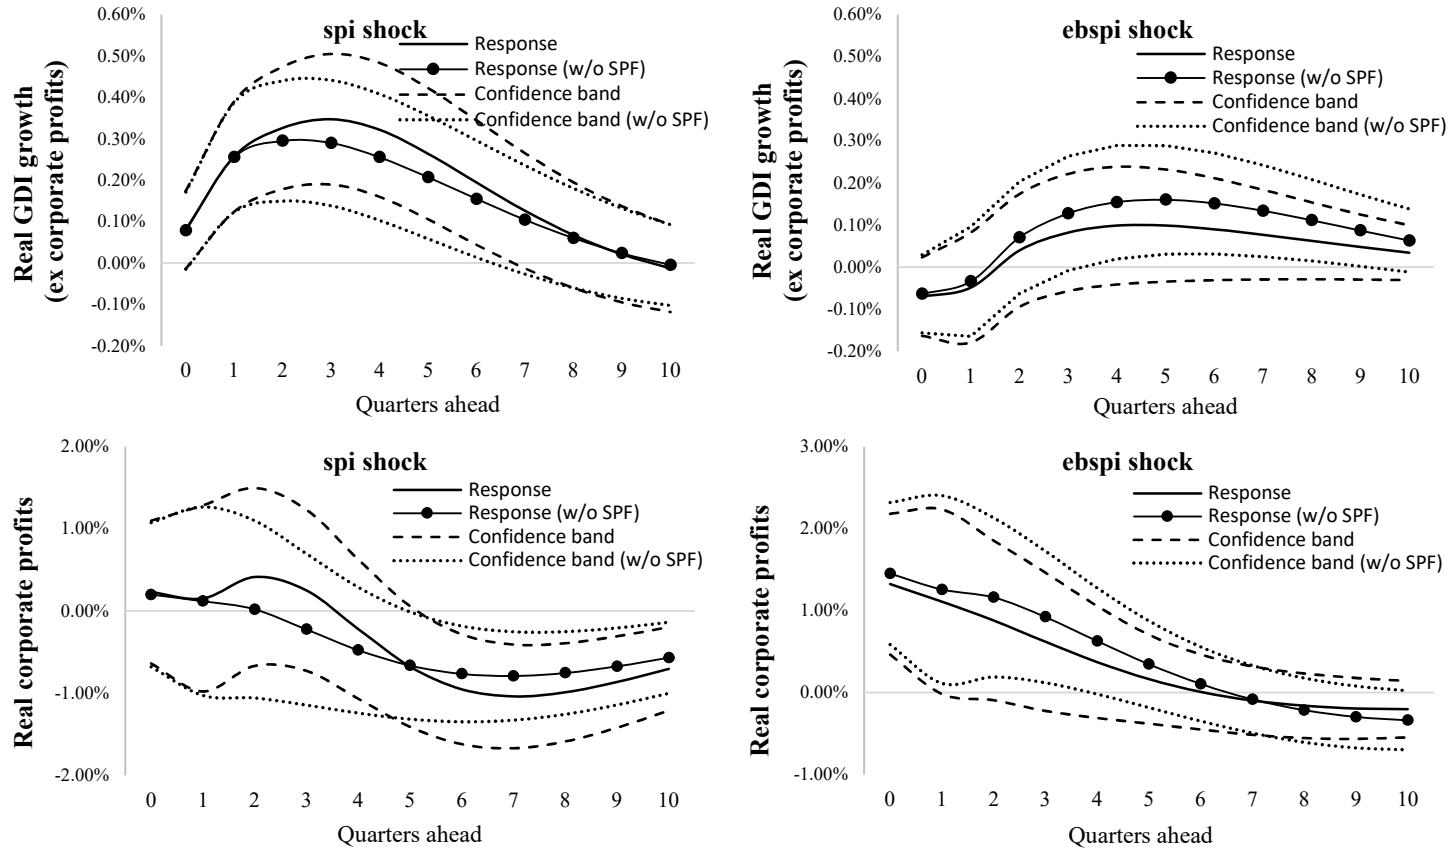 spi shock
Real GDI growth
(ex corporate profits)
0.60%
0.50%
0.40%
0.30%
0.20%
0.10%
0.00%
-0.10%
-0.20%
Response
Response (w/o SPF)
Confidence band
Confidence band (w/o SPF)
0 1 2 3 4 5 6 7 8 9 10
Quarters ahead
ebspi shock
Real GDI growth
(ex corporate profits)
0.60%
0.50%
0.40%
0.30%
0.20%
0.10%
0.00%
-0.10%
-0.20%
Response
Response (w/o SPF)
Confidence band
Confidence band (w/o SPF)
0 1 2 3 4 5 6 7 8 9 10
Quarters ahead
spi shock
Real corporate profits
2.00%
1.00%
0.00%
-1.00%
-2.00%
Response
Response (w/o SPF)
Confidence band
Confidence band (w/o SPF)
0 1 2 3 4 5 6 7 8 9 10
Quarters ahead
ebspi shock
Real corporate profits
3.00%
2.00%
1.00%
0.00%
-1.00%
Response
Response (w/o SPF)
Confidence band
Confidence band (w/o SPF)
0 1 2 3 4 5 6 7 8 9 10
Quarters ahead